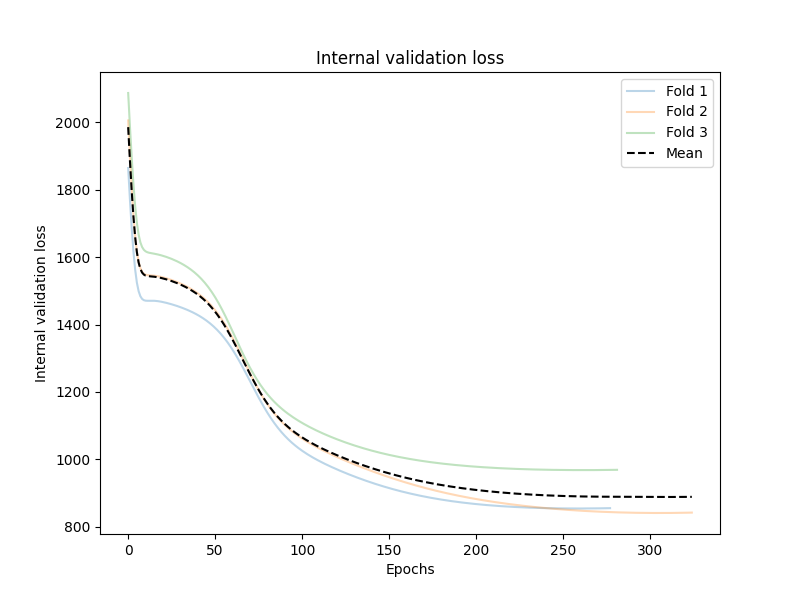 Internal validation loss
Fold 1
Fold 2
Fold 3
Mean
Internal validation loss
2000
1800
1600
1400
1200
1000
800
0 50 100 150 200 250 300
Epochs